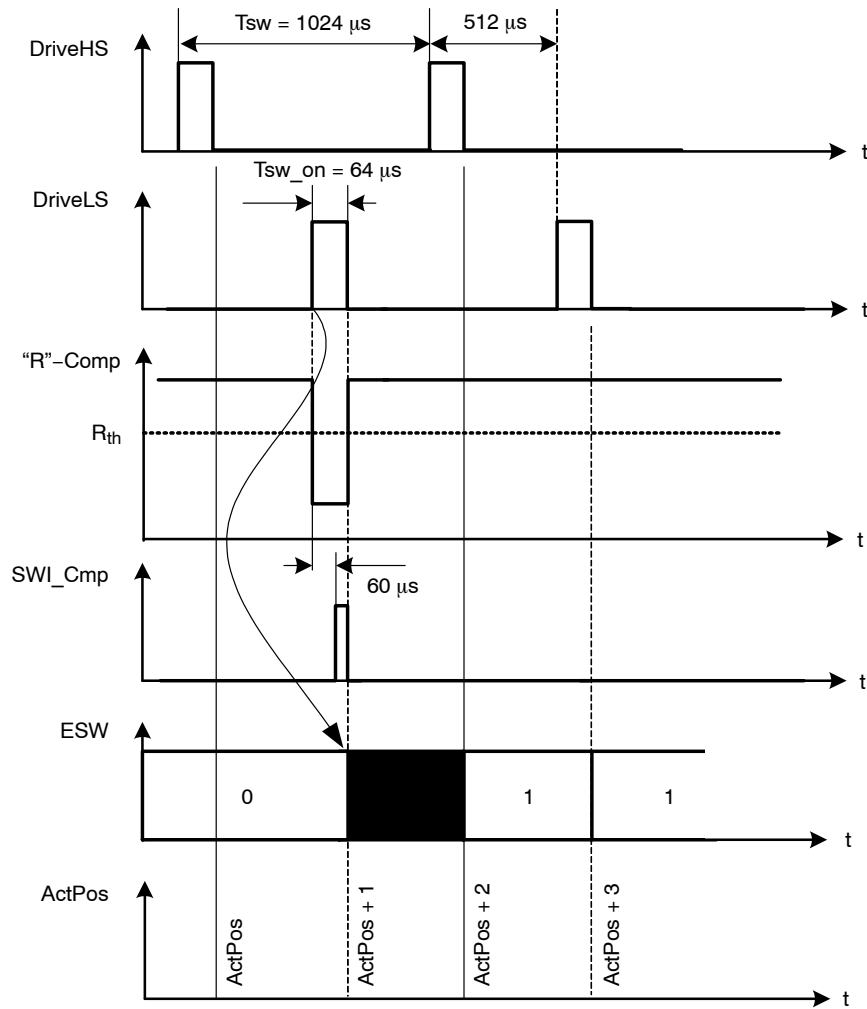 Tsw = 1024 μs
512 μs
DriveHS
t
Tsw_on = 64 μs
DriveLS
t
“R”−Comp
Rth
t
SWI_Cmp
60 μs
t
ESW
0
1
1
t
ActPos
ActPos
ActPos + 1
ActPos + 2
ActPos + 3
t